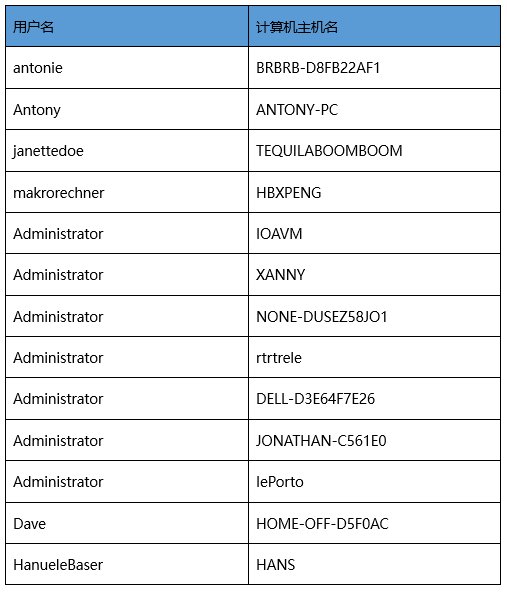 用户名 计算机主机名
antonie BRBRB-D8FB22AF1
Antony ANTONY-PC
janettedoe TEQUILABOOMBOOM
makrorechner HBXPENG
Administrator IOAVM
Administrator XANNY
Administrator NONE-DUSEZ58JO1
Administrator rtrtrele
Administrator DELL-D3E64F7E26
Administrator JONATHAN-C561E0
Administrator lePorto
Dave HOME-OFF-D5F0AC
HanueleBaser HANS